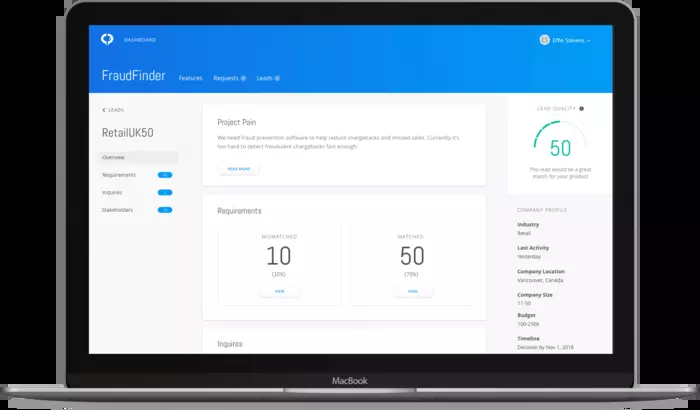 DASHBOARD
Effie Stevens
FraudFinder
Features
Requests
Leads
LEADS
RetailUK50
Overview
Requirements
Inquires
Stakeholders
Project Pain
We need fraud prevention software to help reduce chargebacks and missed sales. Currently it's
too hard to detect fraudulent chargebacks fast enough.
READ MORE
Requirements
MISMATCHED
10
(10%)
VIEW
MATCHED
50
(70%)
VIEW
Inquires
LEAD QUALITY
50
This lead would be a great
match for your product
COMPANY PROFILE
Industry
Retail
Last Activity
Yesterday
Company Location
Vancouver, Canada
Company Size
11-50
Budget
100-250k
Timeline
Decision by Nov 1, 2018
MacBook